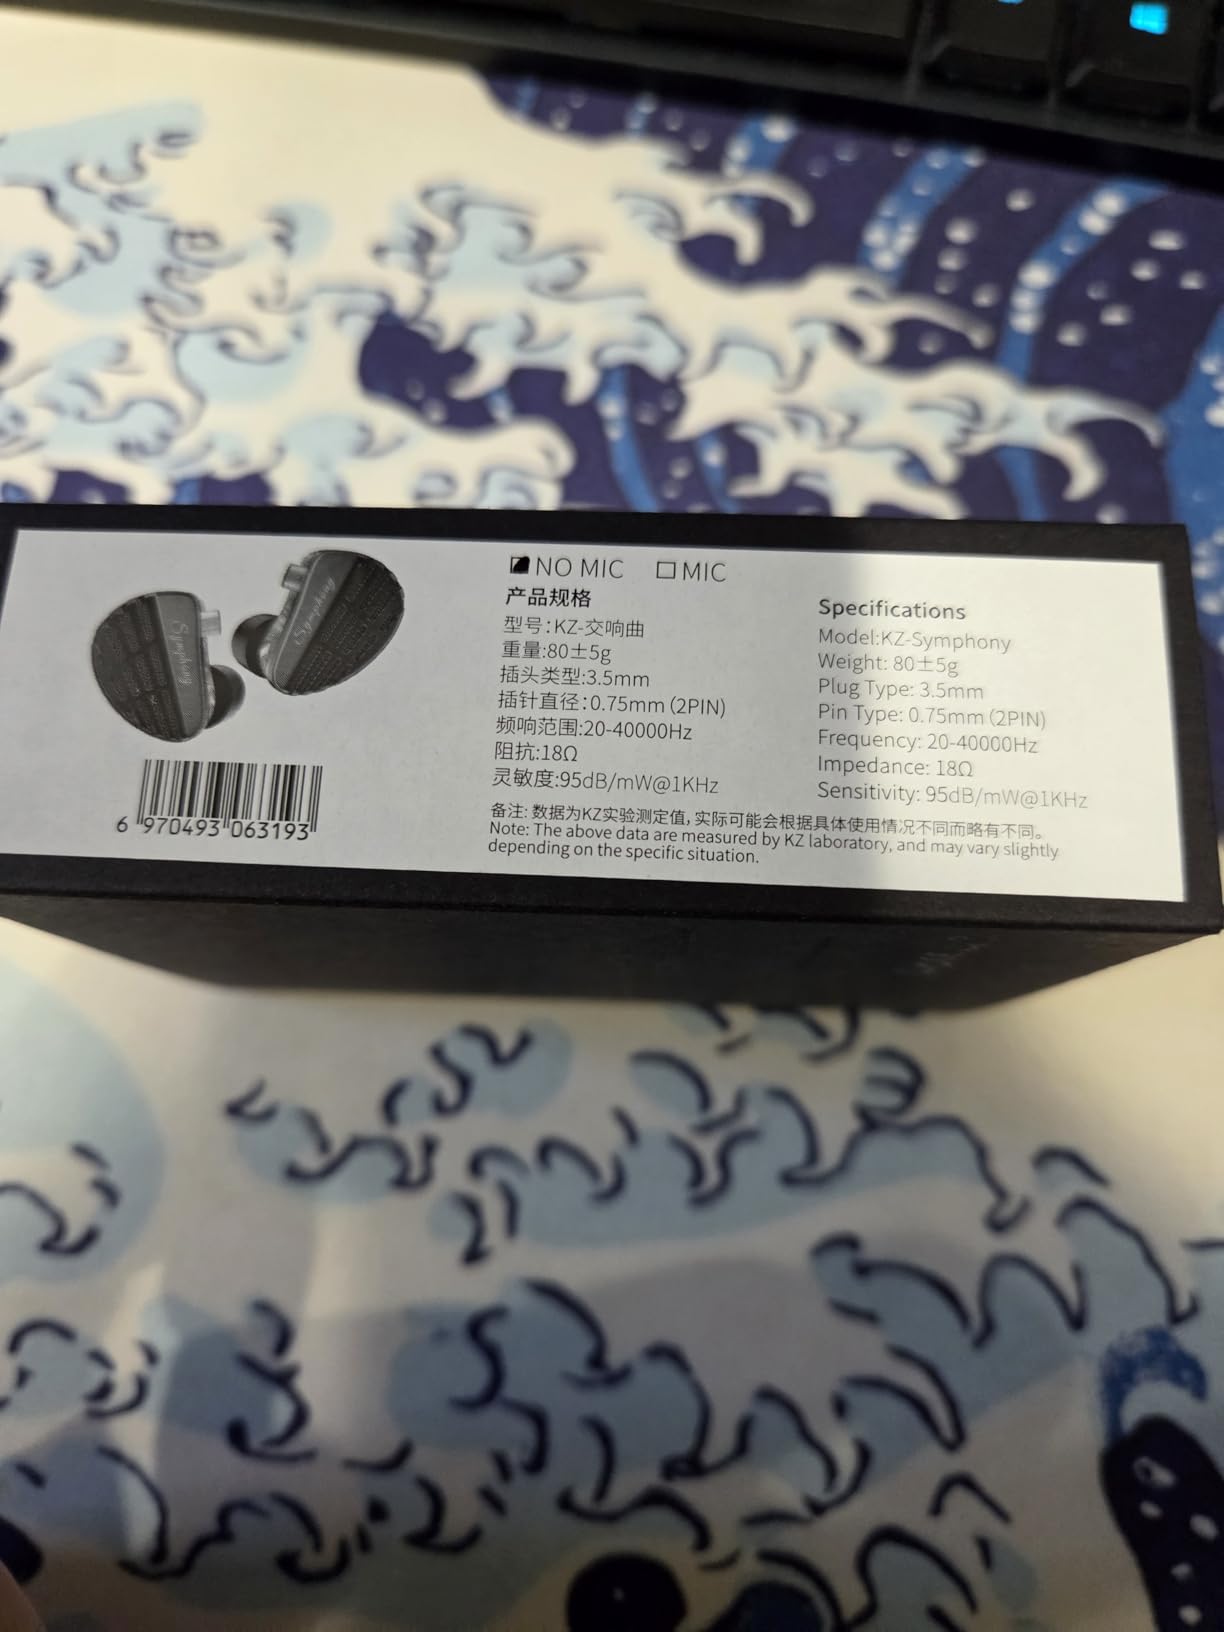 Symphony
Symphony
6 970493 063193
NO MIC MIC
产品规格
型号:KZ-交响曲
重量:80±5g
插头类型:3.5mm
插针直径:0.75mm (2PIN)
频响范围:20-40000Hz
阻抗:18Ω
灵敏度:95dB/mW@1KHz
Specifications
Model:KZ-Symphony
Weight: 80±5g
Plug Type: 3.5mm
Pin Type: 0.75mm (2PIN)
Frequency: 20-40000Hz
Impedance: 18Ω
Sensitivity: 95dB/mW@1KHz
备注: 数据为KZ实验测定值, 实际可能会根据具体使用情况不同而略有不同。
Note: The above data are measured by KZ laboratory, and may vary slightly
depending on the specific situation.